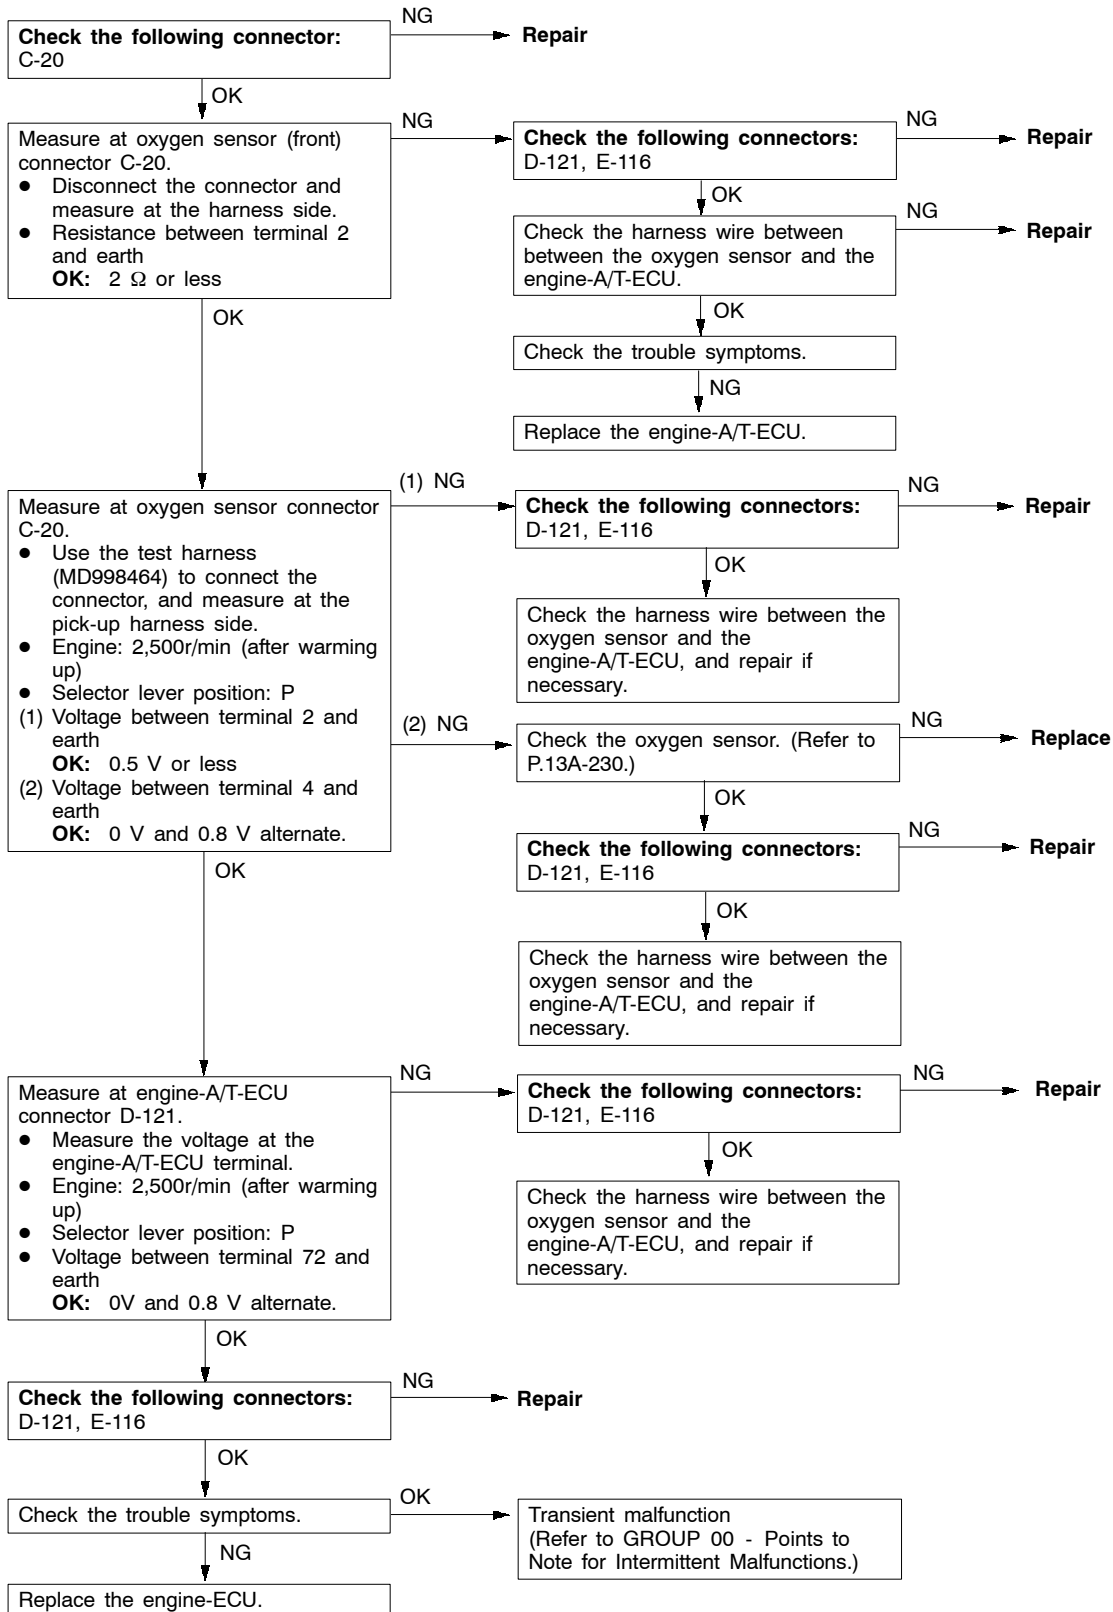 NG
Check the following connector:
C-20
Repair
OK
Measure at oxygen sensor (front)
connector C-20.
● Disconnect the connector and
measure at the harness side.
● Resistance between terminal 2
and earth
OK: 2 Ω or less
NG
Check the following connectors:
D-121, E-116
NG
Repair
OK
Check the harness wire between
between the oxygen sensor and the
engine-A/T-ECU.
NG
Repair
OK
Check the trouble symptoms.
NG
Replace the engine-A/T-ECU.
OK
Measure at oxygen sensor connector
C-20.
● Use the test harness
(MD998464) to connect the
connector, and measure at the
pick-up harness side.
● Engine: 2,500r/min (after warming
up)
● Selector lever position: P
(1) Voltage between terminal 2 and
earth
OK: 0.5 V or less
(2) Voltage between terminal 4 and
earth
OK: 0 V and 0.8 V alternate.
(1) NG
Check the following connectors:
D-121, E-116
NG
Repair
OK
Check the harness wire between the
oxygen sensor and the
engine-A/T-ECU, and repair if
necessary.
(2) NG
Check the oxygen sensor. (Refer to
P.13A-230.)
NG
Replace
OK
Check the following connectors:
D-121, E-116
NG
Repair
OK
Check the harness wire between the
oxygen sensor and the
engine-A/T-ECU, and repair if
necessary.
OK
Measure at engine-A/T-ECU
connector D-121.
● Measure the voltage at the
engine-A/T-ECU terminal.
● Engine: 2,500r/min (after warming
up)
● Selector lever position: P
● Voltage between terminal 72 and
earth
OK: 0V and 0.8 V alternate.
NG
Check the following connectors:
D-121, E-116
NG
Repair
OK
Check the harness wire between the
oxygen sensor and the
engine-A/T-ECU, and repair if
necessary.
OK
Check the following connectors:
D-121, E-116
NG
Repair
OK
Check the trouble symptoms.
OK
Transient malfunction
(Refer to GROUP 00 - Points to
Note for Intermittent Malfunctions.)
NG
Replace the engine-ECU.